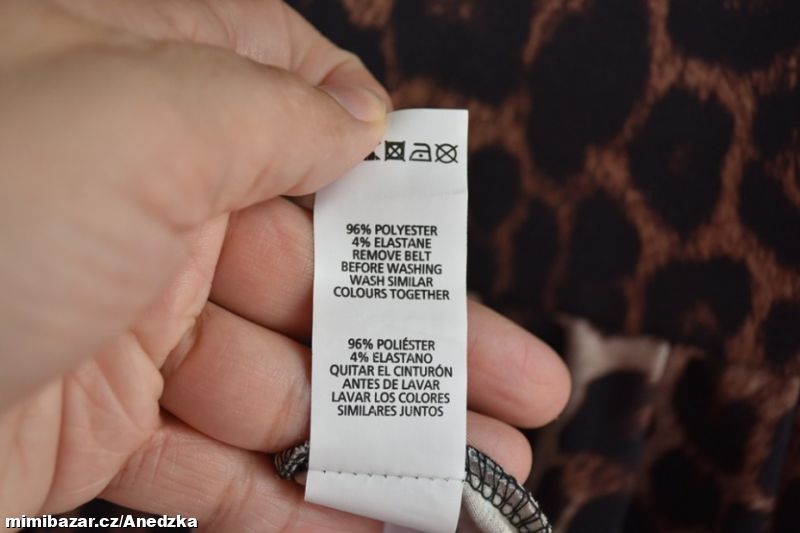 96% POLYESTER
4% ELASTANE
REMOVE BELT
BEFORE WASHING
WASH SIMILAR
COLOURS TOGETHER
96% POLIÉSTER
4% ELASTANO
QUITAR EL CINTURÓN
ANTES DE LAVAR
LAVAR LOS COLORES
SIMILARES JUNTOS
mimibazar.cz/Anedzka